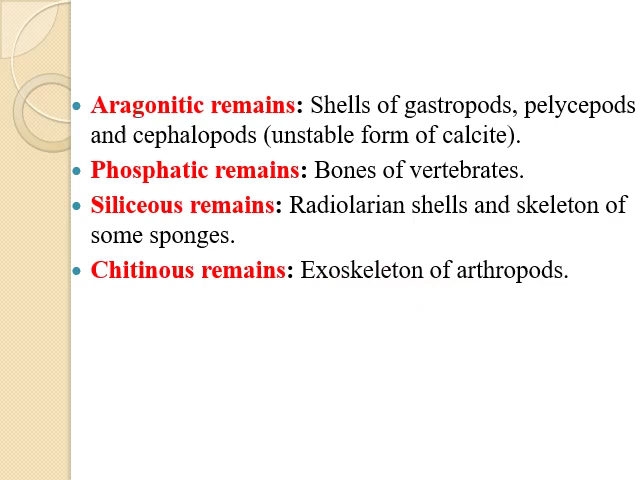 Aragonitic remains: Shells of gastropods, pelycepods
and cephalopods (unstable form of calcite).
Phosphatic remains: Bones of vertebrates.
Siliceous remains: Radiolarian shells and skeleton of
some sponges.
Chitinous remains: Exoskeleton of arthropods.